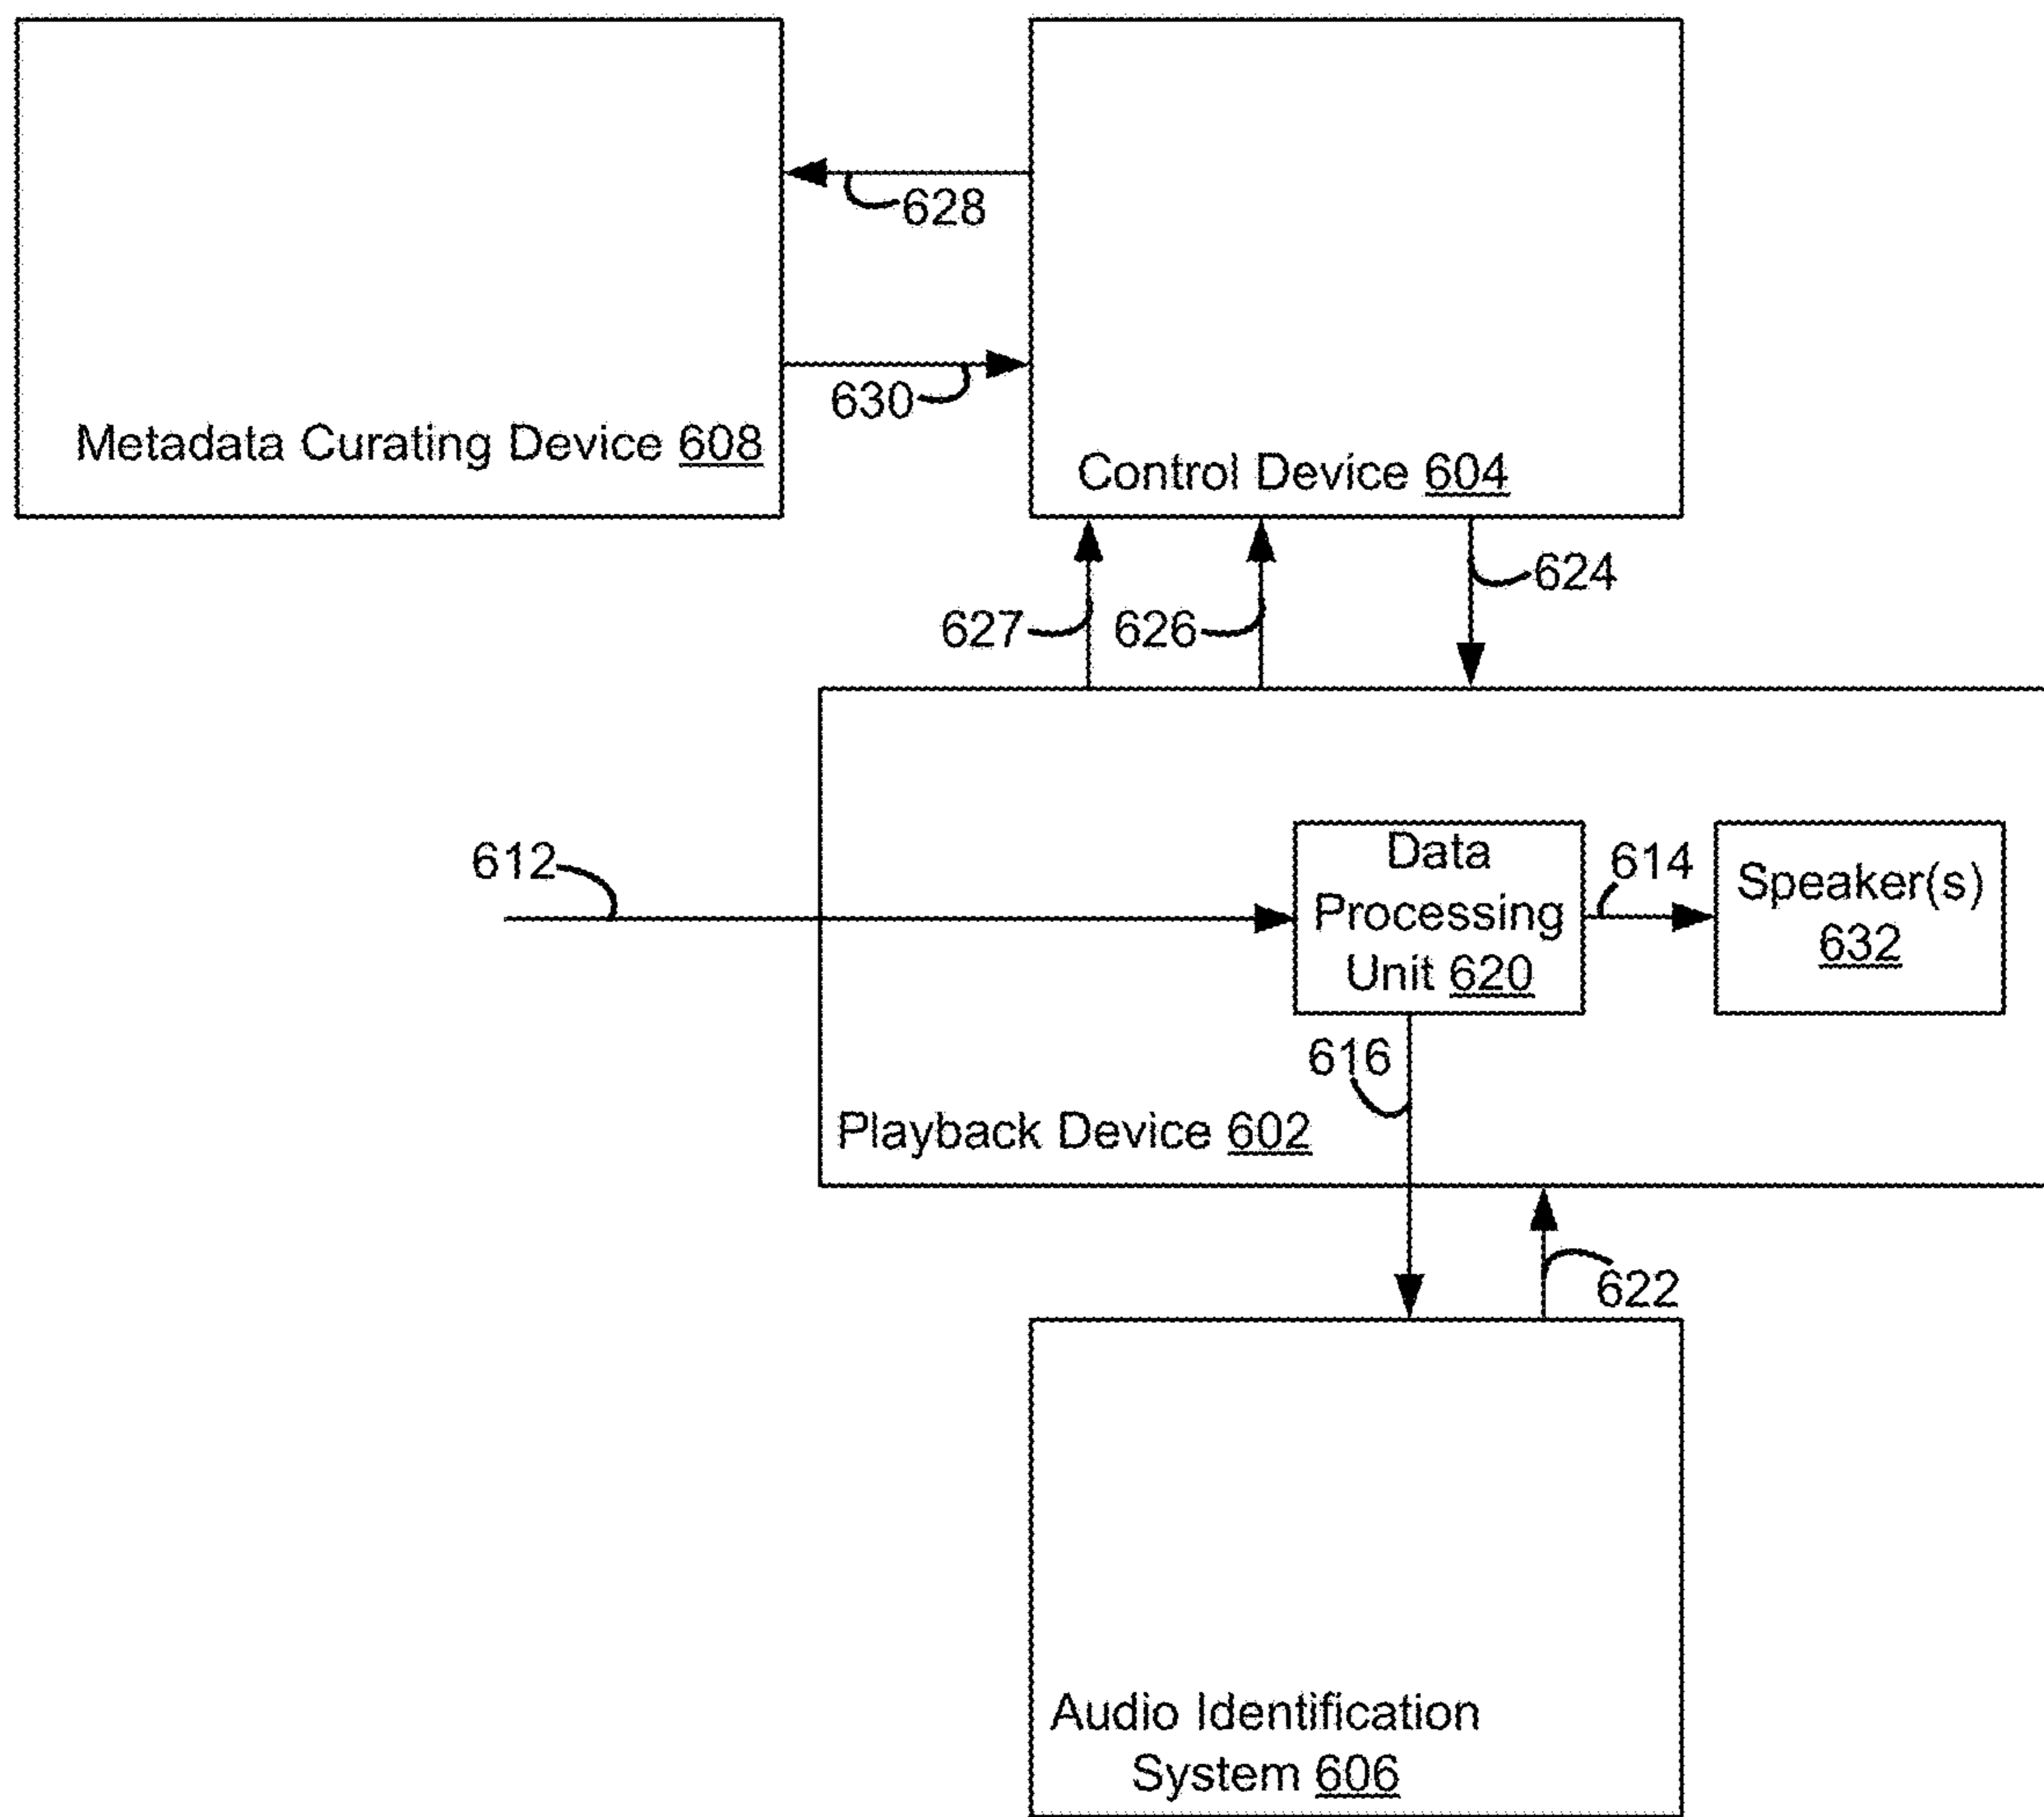 628
630
Metadata Curating Device 608
Control Device 604
624
627
626
612
Data
Processing
Unit 620
614
Speaker(s)
632
616
Playback Device 602
622
Audio Identification
System 606